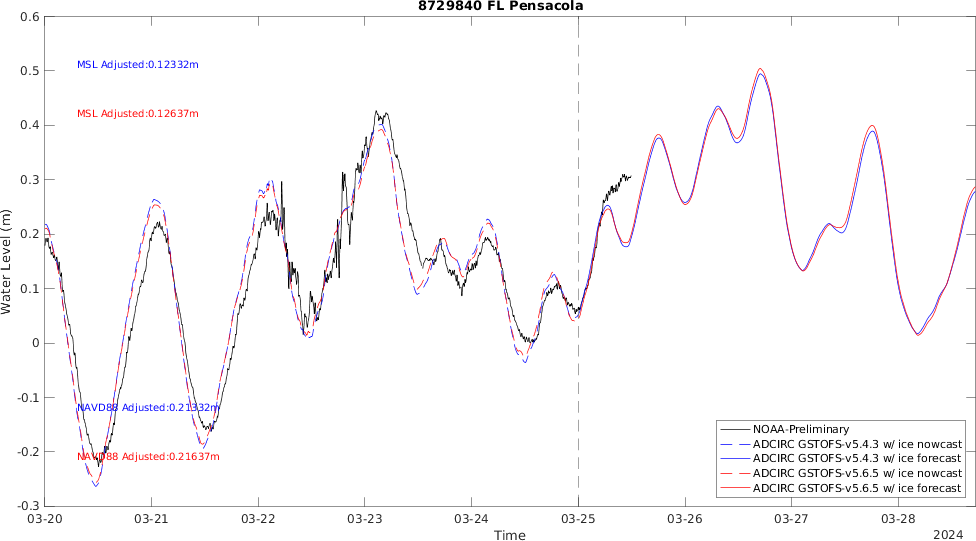 8729840 FL Pensacola
0.6
0.5
0.4
0.3
0.2
0.1
0
-0.1
-0.2
-0.3
Water Level (m)
MSL Adjusted:0.12332m
MSL Adjusted:0.12637m
NAVD88 Adjusted:0.21332m
NAVD88 Adjusted:0.21637m
NOAA-Preliminary
ADCIRC GSTOFS-v5.4.3 w/ ice nowcast
ADCIRC GSTOFS-v5.4.3 w/ ice forecast
ADCIRC GSTOFS-v5.6.5 w/ ice nowcast
ADCIRC GSTOFS-v5.6.5 w/ ice forecast
03-20 03-21 03-22 03-23 03-24 03-25 03-26 03-27 03-28
Time
2024